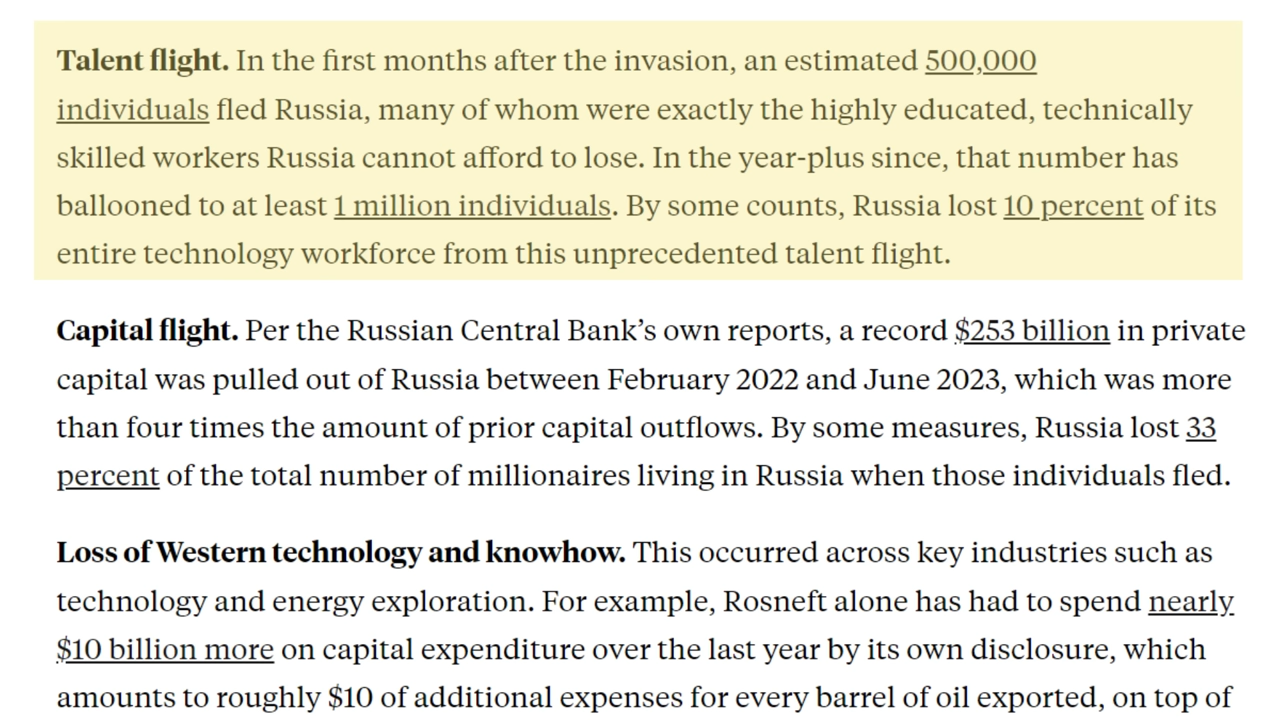 Talent flight. In the first months after the invasion, an estimated 500,000
individuals fled Russia, many of whom were exactly the highly educated, technically
skilled workers Russia cannot afford to lose. In the year-plus since, that number has
ballooned to at least 1 million individuals. By some counts, Russia lost 10 percent of its
entire technology workforce from this unprecedented talent flight.
Capital flight. Per the Russian Central Bank’s own reports, a record $253 billion in private
capital was pulled out of Russia between February 2022 and June 2023, which was more
than four times the amount of prior capital outflows. By some measures, Russia lost 33
percent of the total number of millionaires living in Russia when those individuals fled.
Loss of Western technology and knowhow. This occurred across key industries such as
technology and energy exploration. For example, Rosneft alone has had to spend nearly
$10 billion more on capital expenditure over the last year by its own disclosure, which
amounts to roughly $10 of additional expenses for every barrel of oil exported, on top of